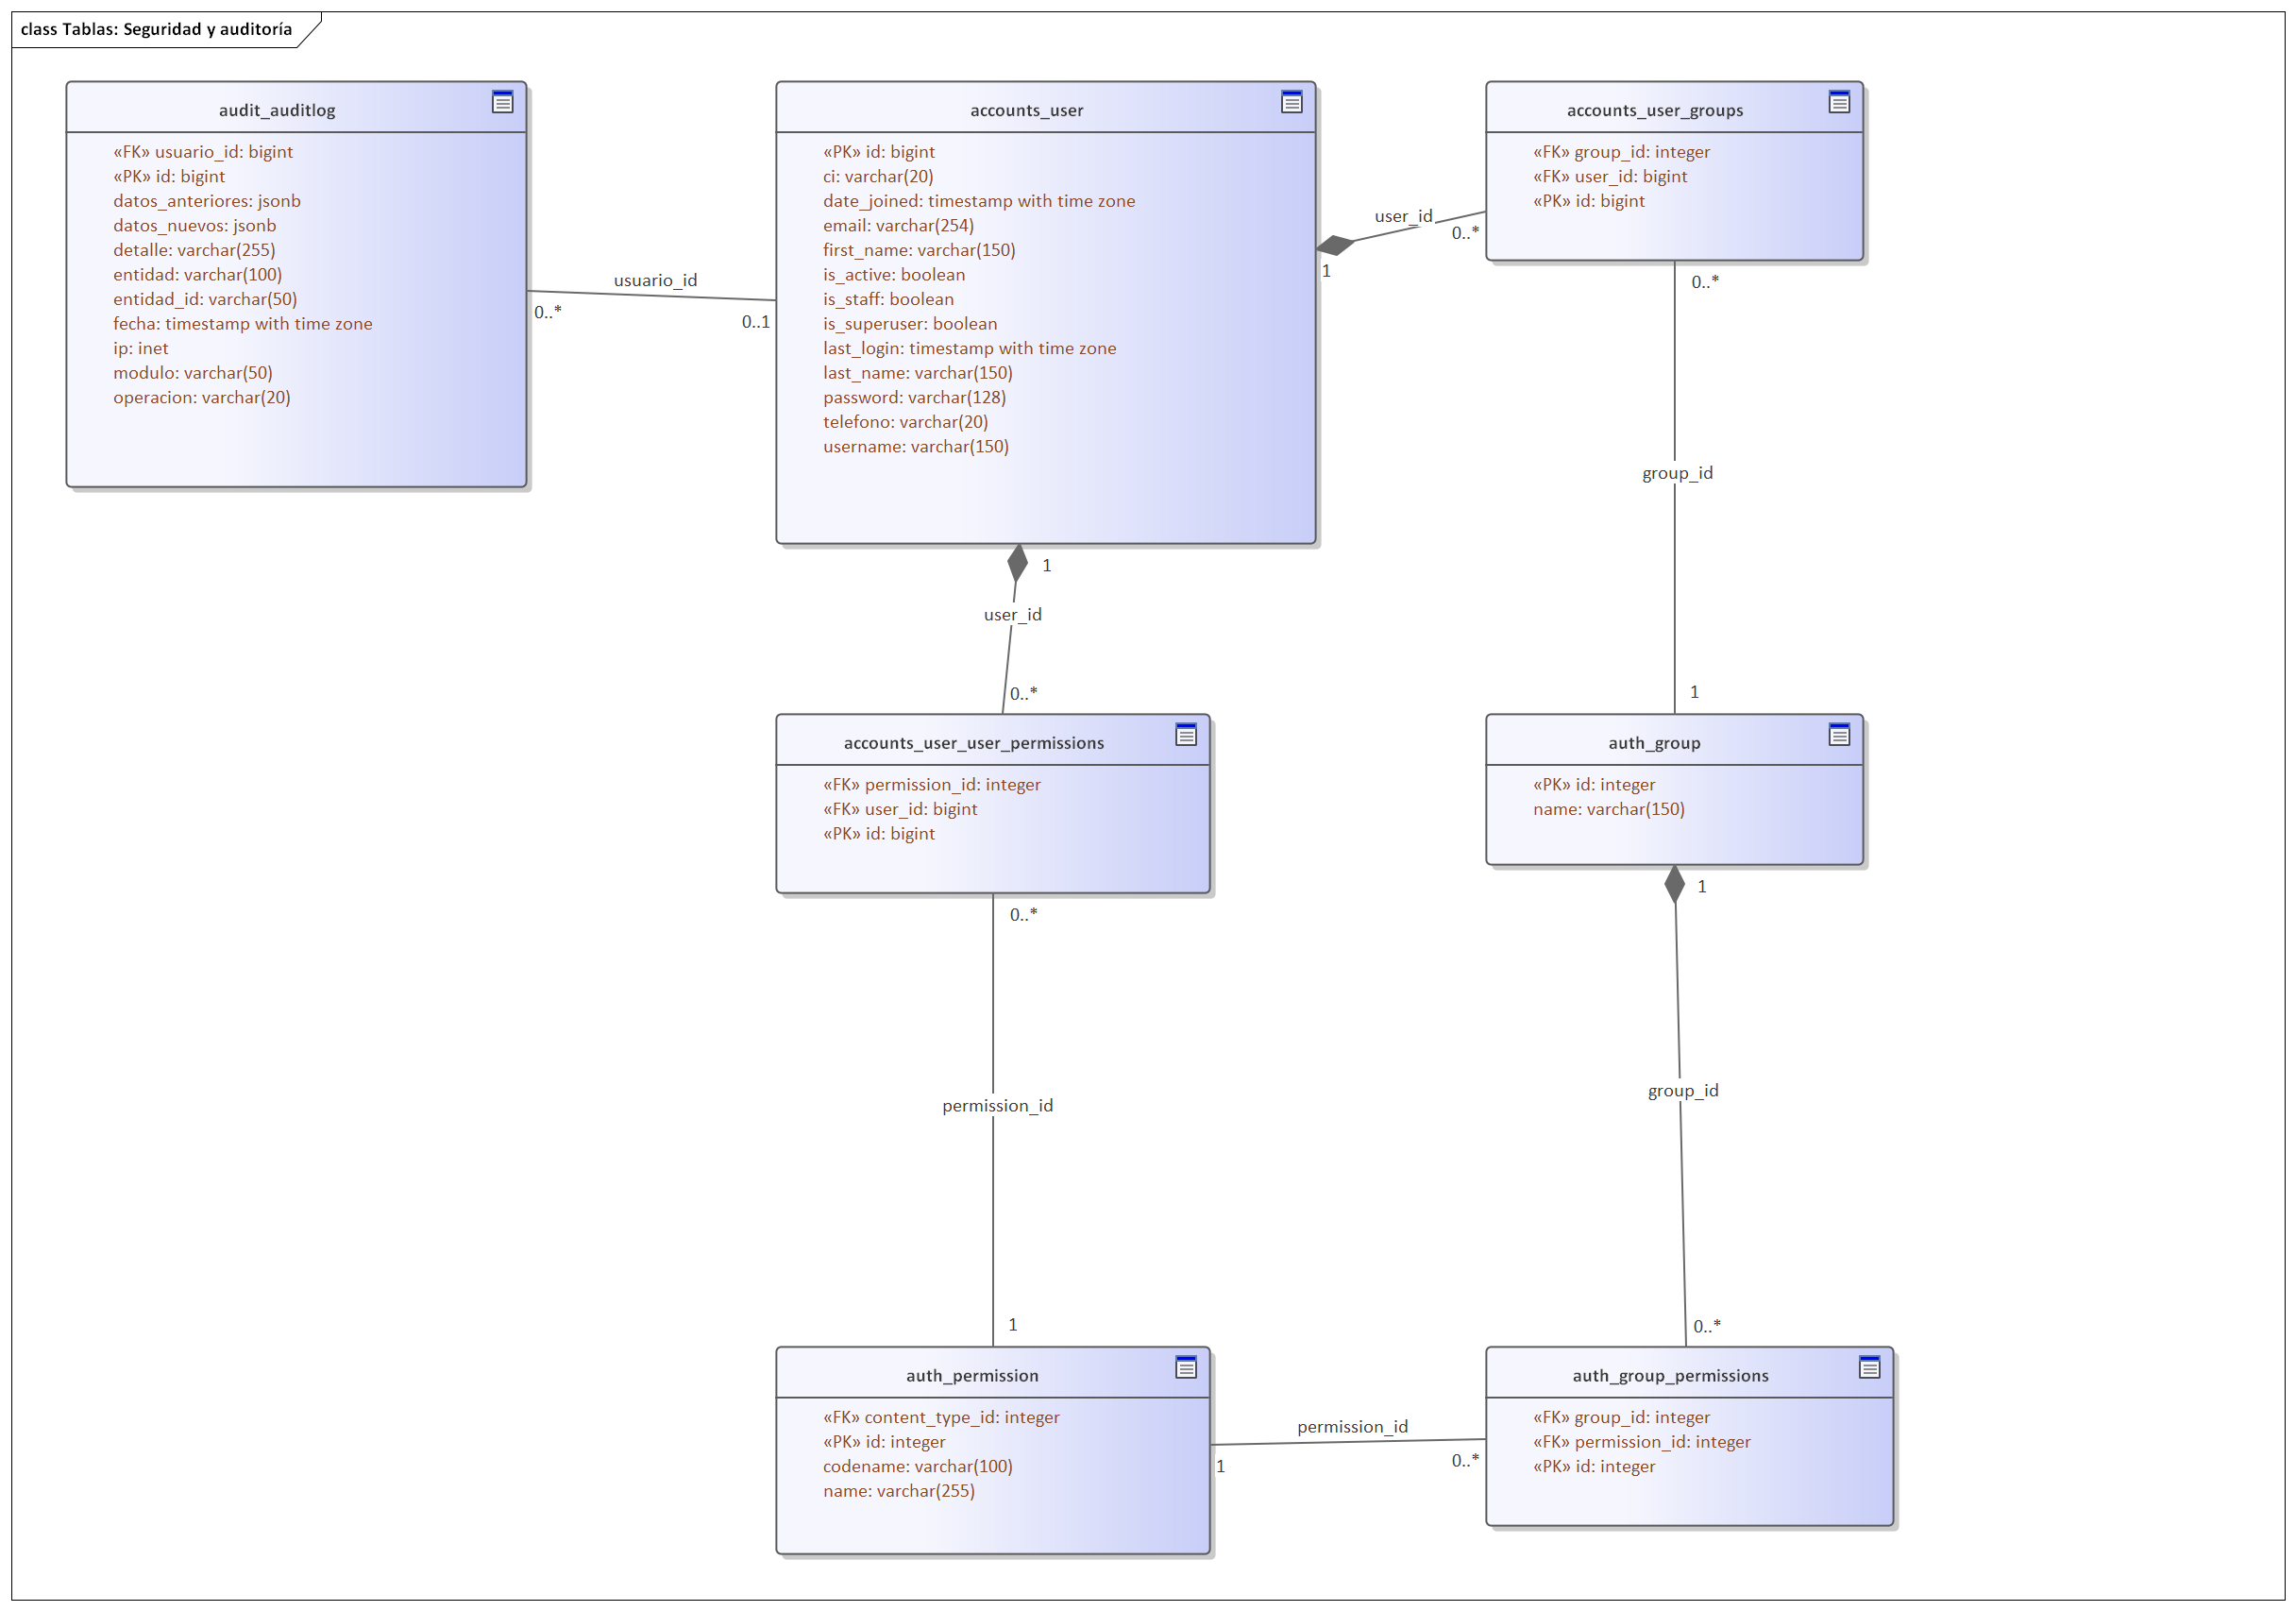 class Tablas: Seguridad y auditoría
audit_auditlog
«FK» usuario_id: bigint
«PK» id: bigint
datos_anteriores: jsonb
datos_nuevos: jsonb
detalle: varchar(255)
entidad: varchar(100)
entidad_id: varchar(50)
fecha: timestamp with time zone
ip: inet
modulo: varchar(50)
operacion: varchar(20)
usuario_id
0..*
0..1
accounts_user
«PK» id: bigint
ci: varchar(20)
date_joined: timestamp with time zone
email: varchar(254)
first_name: varchar(150)
is_active: boolean
is_staff: boolean
is_superuser: boolean
last_login: timestamp with time zone
last_name: varchar(150)
password: varchar(128)
telefono: varchar(20)
username: varchar(150)
user_id
0..*
1
accounts_user_groups
«FK» group_id: integer
«FK» user_id: bigint
«PK» id: bigint
0..*
group_id
1
1
user_id
0..*
accounts_user_user_permissions
«FK» permission_id: integer
«FK» user_id: bigint
«PK» id: bigint
auth_group
«PK» id: integer
name: varchar(150)
0..*
permission_id
1
1
group_id
0..*
auth_permission
«FK» content_type_id: integer
«PK» id: integer
codename: varchar(100)
name: varchar(255)
permission_id
1
0..*
auth_group_permissions
«FK» group_id: integer
«FK» permission_id: integer
«PK» id: integer